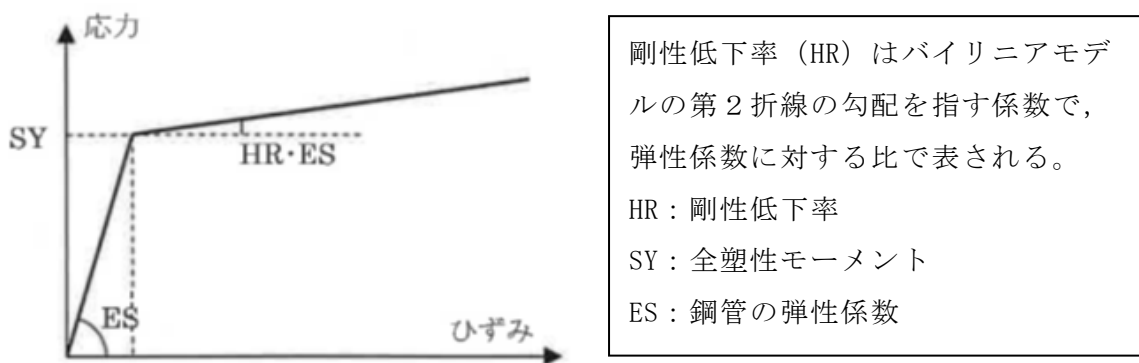 応力
SY
HR・ES
ES
ひずみ
剛性低下率（HR）はバイリニアモデ
ルの第２折線の勾配を指す係数で，
弾性係数に対する比で表される。
HR：剛性低下率
SY：全塑性モーメント
ES：鋼管の弾性係数